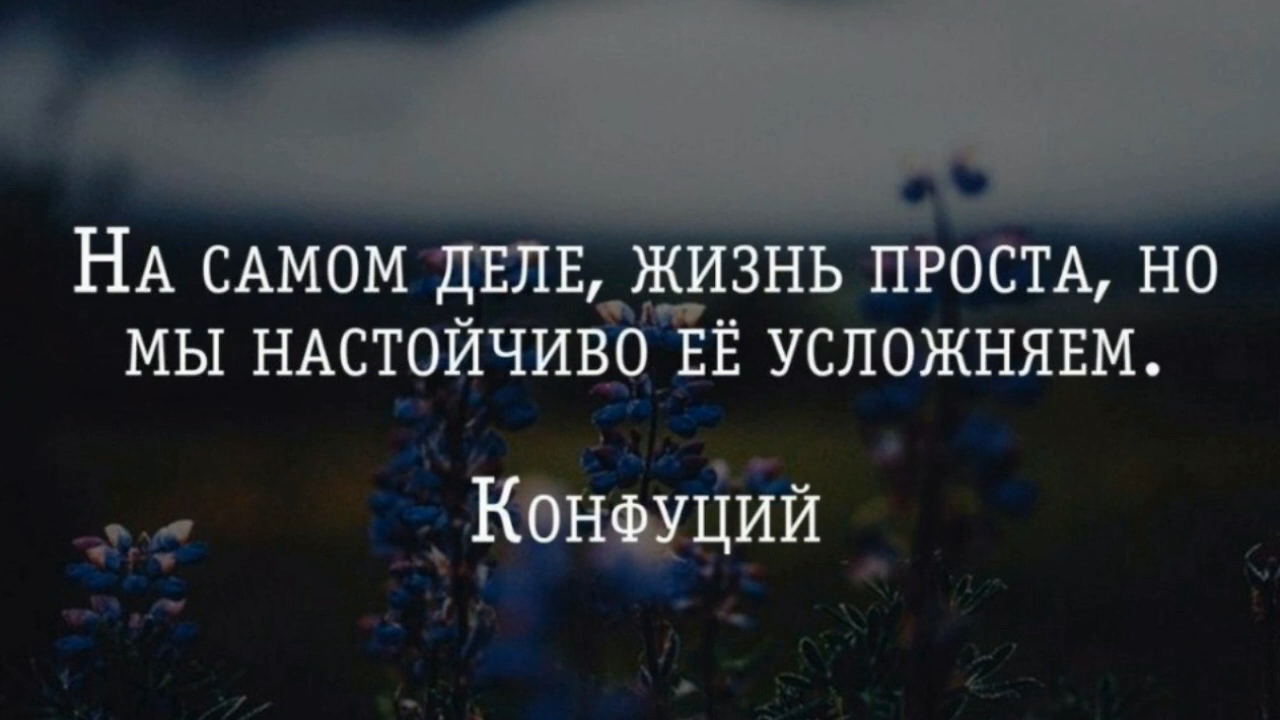 На самом деле, жизнь проста, но
мы настойчиво её усложняем.
Конфуций